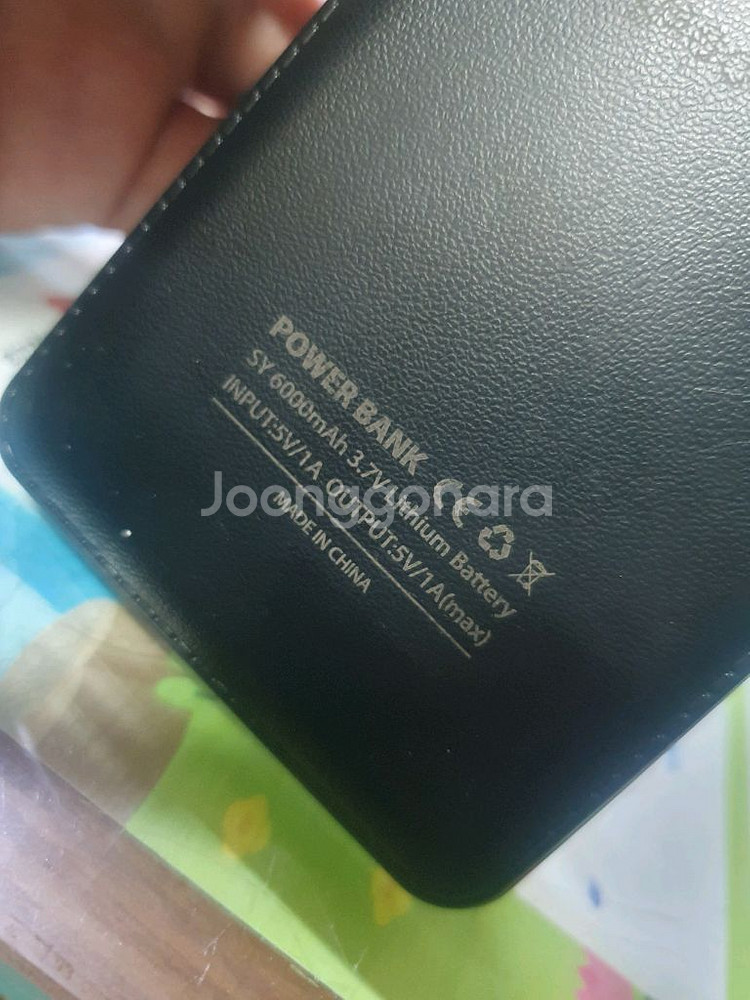 POWER BANK
SY 6000mAh 3.7V Lithium Battery
INPUT:5V/1A OUTPUT:5V/1A(max)
MADE IN CHINA
Joonggonara